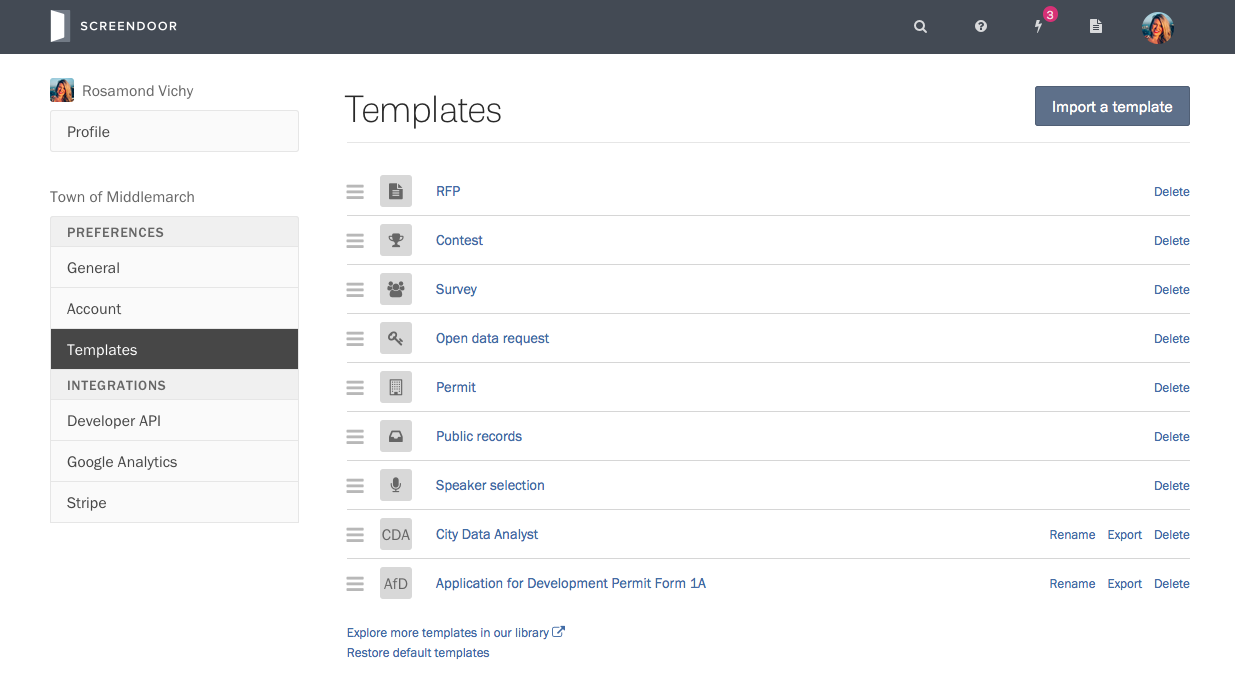 SCREENDOOR
3
Rosamond Vichy
Profile
Town of Middlemarch
PREFERENCES
General
Account
Templates
INTEGRATIONS
Developer API
Google Analytics
Stripe
Templates
Import a template
RFP Delete
Contest Delete
Survey Delete
Open data request Delete
Permit Delete
Public records Delete
Speaker selection Delete
CDA City Data Analyst Rename Export Delete
AfD Application for Development Permit Form 1A Rename Export Delete
Explore more templates in our library
Restore default templates